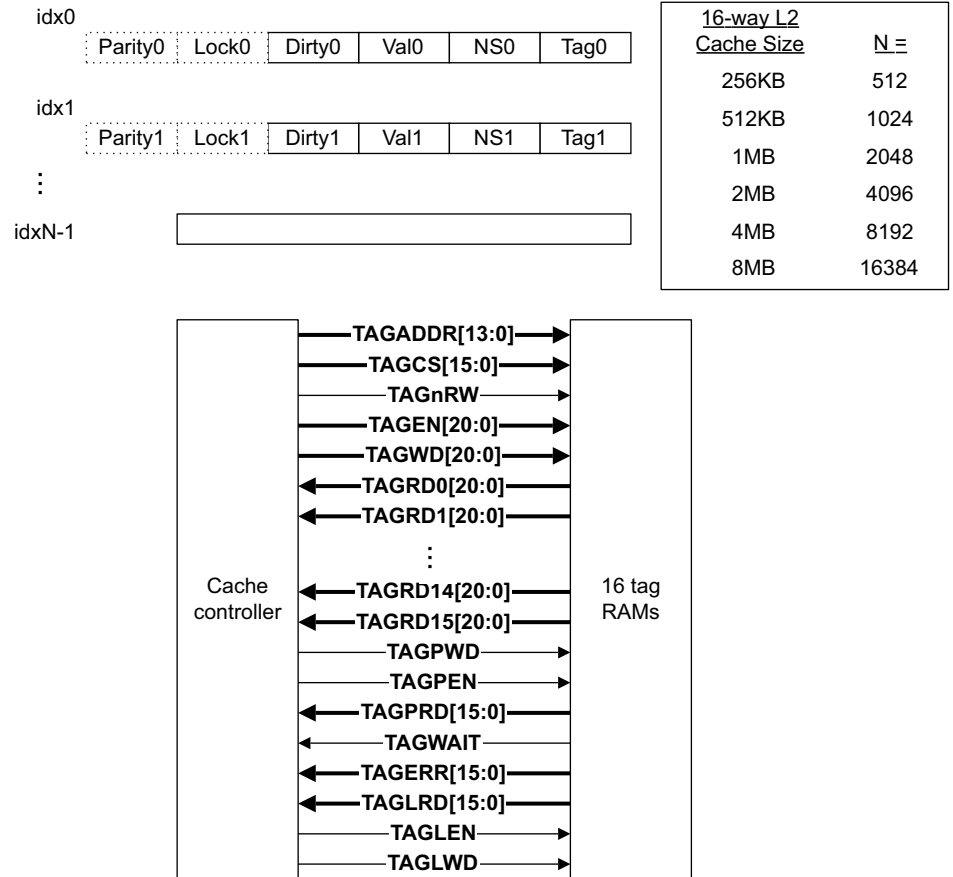 idx0
Parity0 Lock0 Dirty0 Val0 NS0 Tag0
idx1
Parity1 Lock1 Dirty1 Val1 NS1 Tag1
⋮
idxN-1
16-way L2
Cache Size N =
256KB 512
512KB 1024
1MB 2048
2MB 4096
4MB 8192
8MB 16384
Cache
controller
TAGADDR[13:0]
TAGCS[15:0]
TAGnRW
TAGEN[20:0]
TAGWD[20:0]
TAGRD0[20:0]
TAGRD1[20:0]
⋮
TAGRD14[20:0]
TAGRD15[20:0]
TAGPWD
TAGPEN
TAGPRD[15:0]
TAGWAIT
TAGERR[15:0]
TAGLRD[15:0]
TAGLEN
TAGLWD
16 tag
RAMs